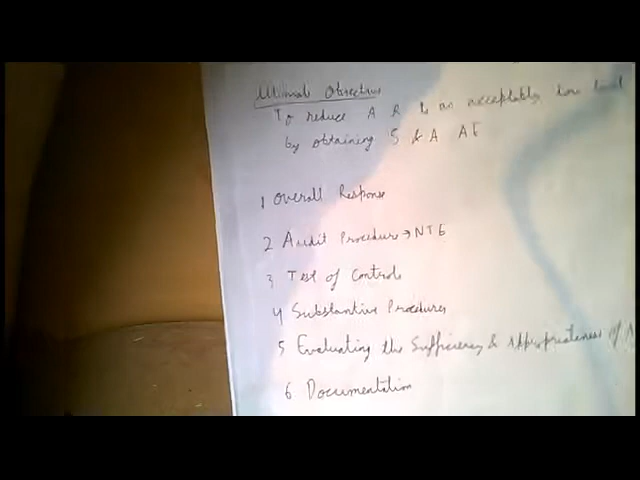 Ultimate Objective
To reduce A R to an acceptably low level
by obtaining S & A AE
1 Overall Response
2 Audit Procedure → NTE
3 Test of Controls
4 Substantive Procedures
5 Evaluating the Sufficiency & Appropriateness of A
6 Documentation